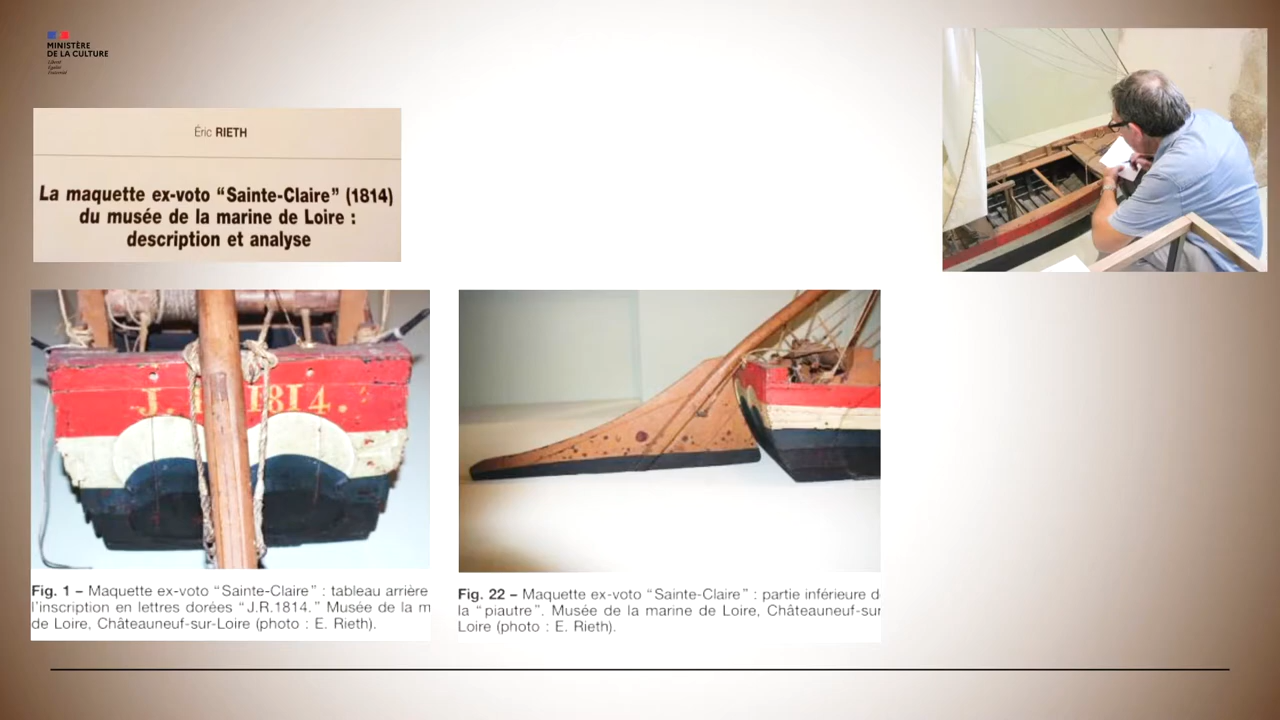 MINISTÈRE
DE LA CULTURE
Liberté
Égalité
Fraternité
Éric RIETH
La maquette ex-voto “Sainte-Claire” (1814)
du musée de la marine de Loire :
description et analyse
J. R 1814.
Fig. 1 – Maquette ex-voto “Sainte-Claire” : tableau arrière
l’inscription en lettres dorées “J.R.1814.” Musée de la m
de Loire, Châteauneuf-sur-Loire (photo : E. Rieth).
Fig. 22 – Maquette ex-voto “Sainte-Claire” : partie inférieure d
la “piautre”. Musée de la marine de Loire, Châteauneuf-sur
Loire (photo : E. Rieth).